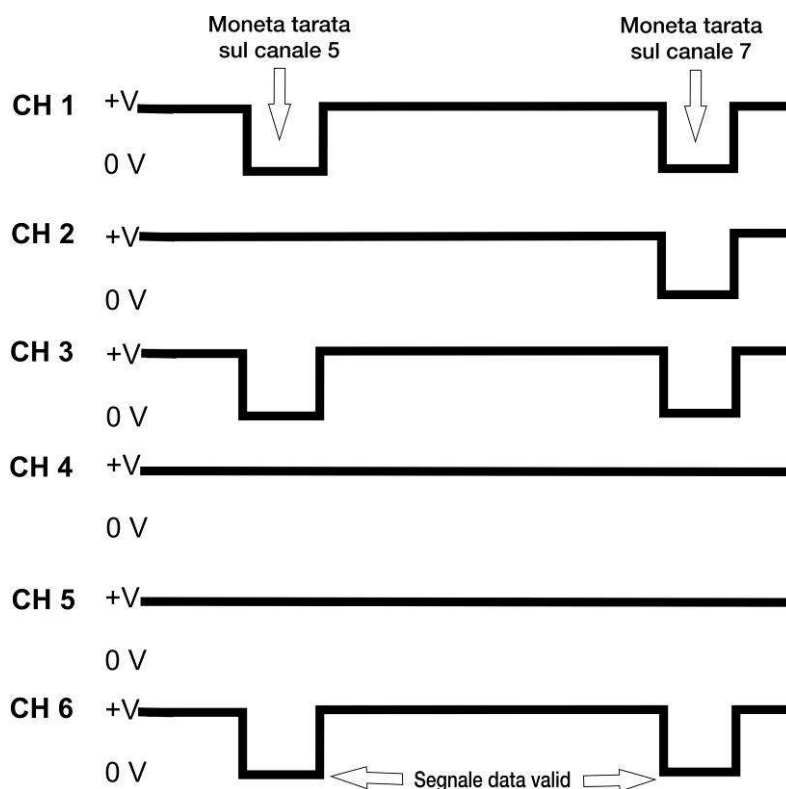 Moneta tarata
sul canale 5
Moneta tarata
sul canale 7
CH 1 +V
0 V
CH 2 +V
0 V
CH 3 +V
0 V
CH 4 +V
0 V
CH 5 +V
0 V
CH 6 +V
0 V
Segnale data valid